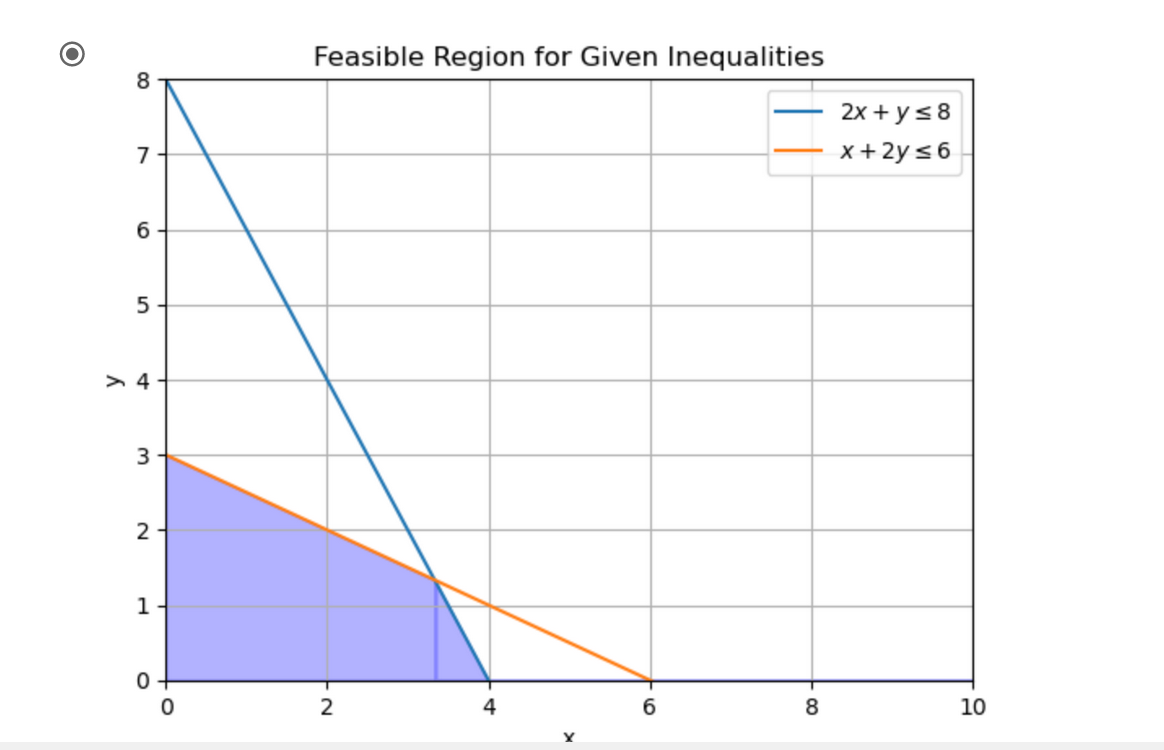 Feasible Region for Given Inequalities
2x + y ≤ 8
x + 2y ≤ 6
8
7
6
5
4
3
2
1
0
y
0 2 4 6 8 10
x